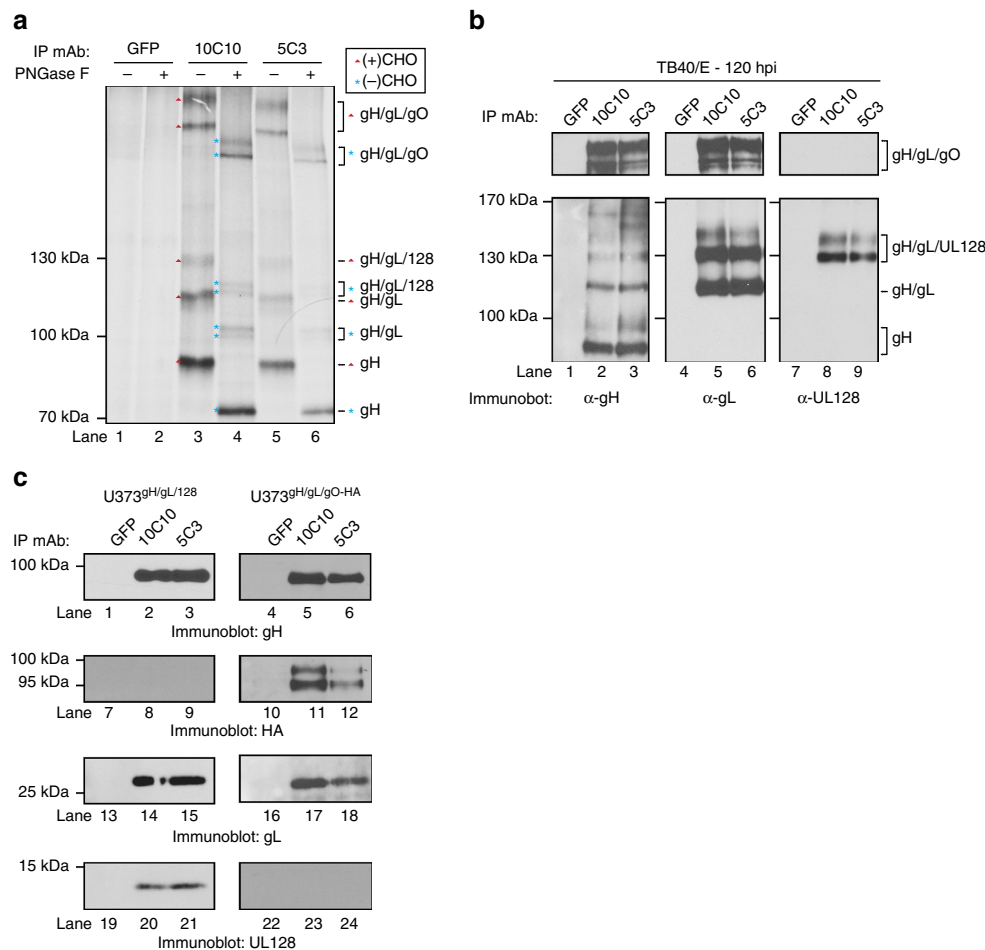 a
IP mAb: GFP 10C10 5C3
PNGase F – + – + – +
(+)CHO
*(–)CHO
gH/gL/gO
* gH/gL/gO
130 kDa
gH/gL/128
* gH/gL/128
gH/gL
100 kDa
* gH/gL
gH
70 kDa
* gH
Lane 1 2 3 4 5 6
b
TB40/E - 120 hpi
IP mAb: GFP 10C10 5C3 GFP 10C10 5C3 GFP 10C10 5C3
gH/gL/gO
170 kDa
130 kDa
gH/gL/UL128
gH/gL
100 kDa
gH
Lane 1 2 3 4 5 6 7 8 9
Immunobot: α-gH α-gL α-UL128
c
U373gH/gL/128 U373gH/gL/gO-HA
IP mAb: GFP 10C10 5C3 GFP 10C10 5C3
100 kDa
Lane 1 2 3 4 5 6
Immunoblot: gH
100 kDa
95 kDa
Lane 7 8 9 10 11 12
Immunoblot: HA
25 kDa
Lane 13 14 15 16 17 18
Immunoblot: gL
15 kDa
Lane 19 20 21 22 23 24
Immunoblot: UL128